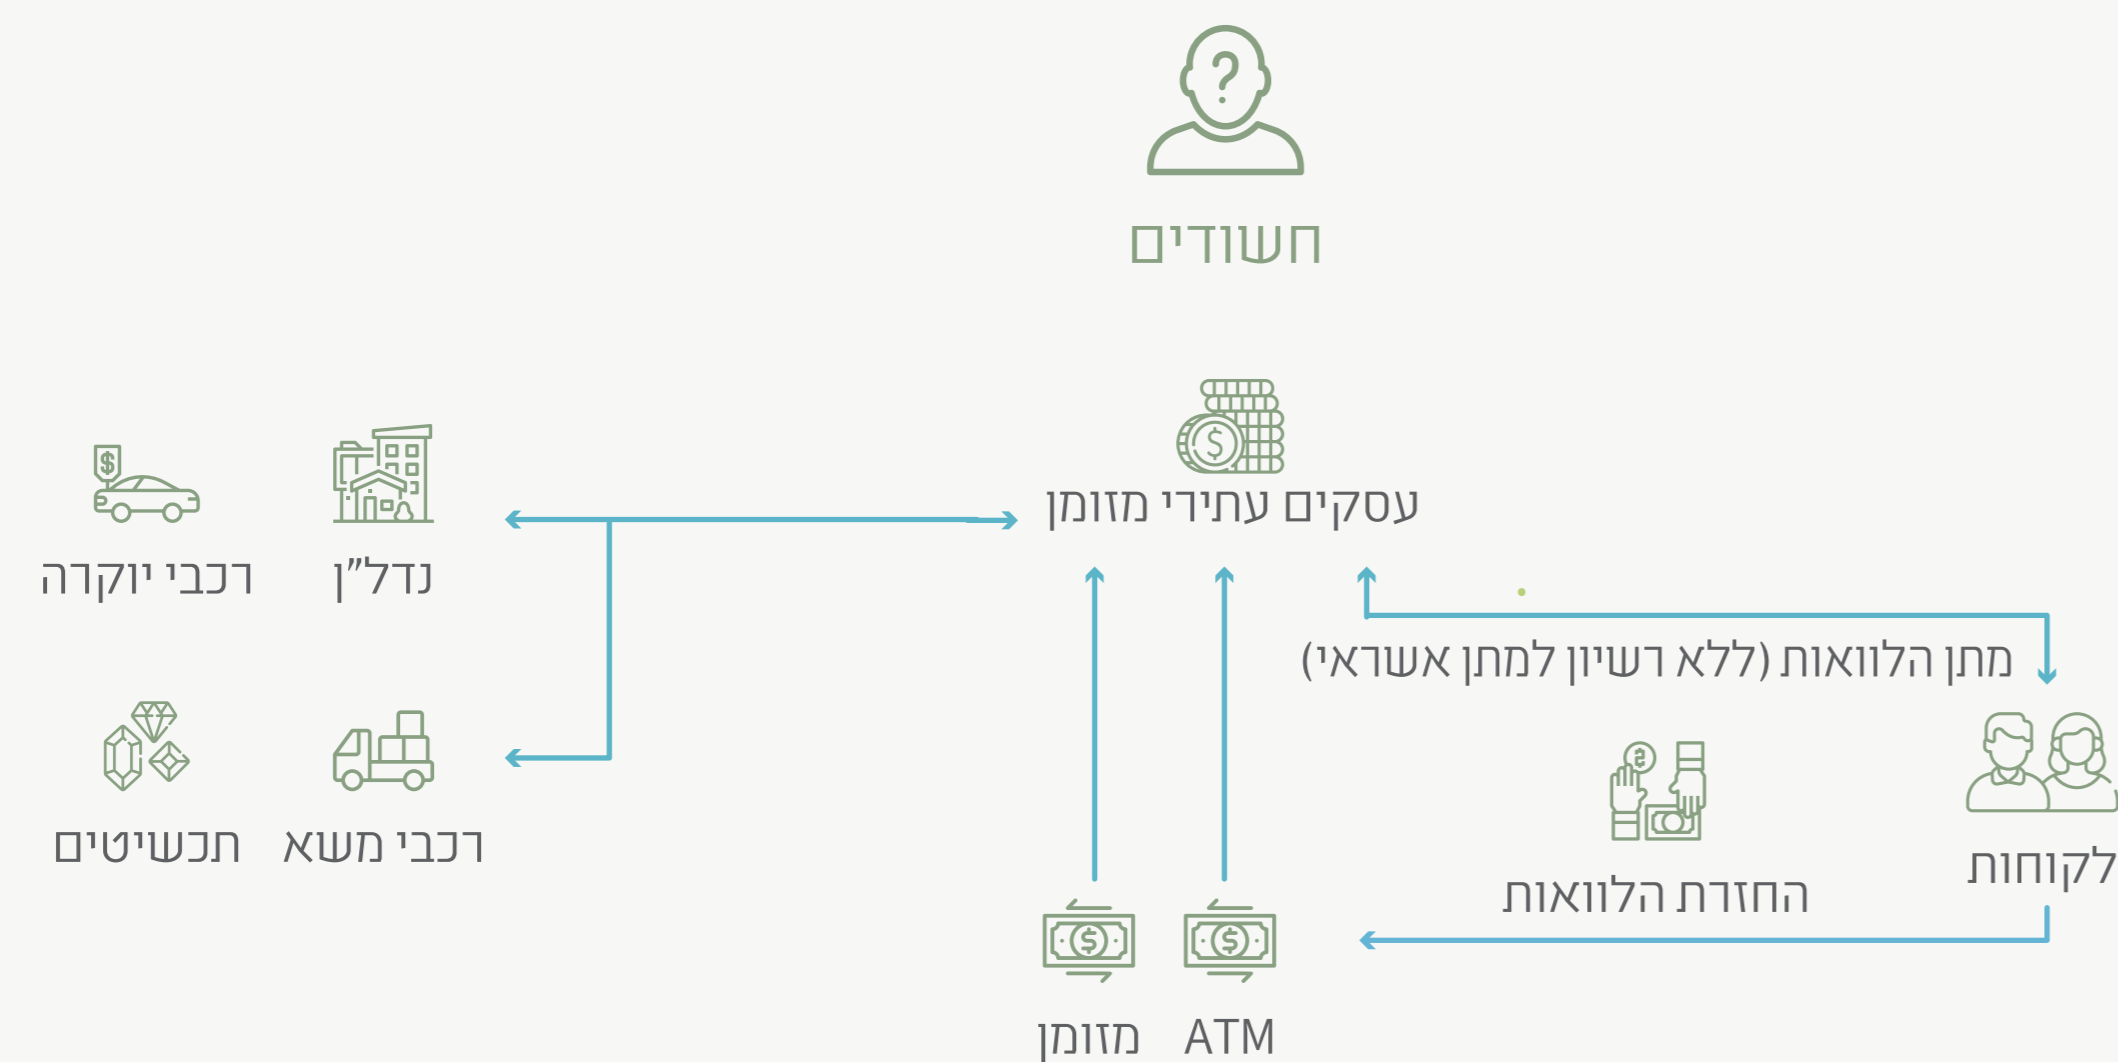 חשודים
עסקים עתירי מזומן
נדל"ן
רכבי יוקרה
מתן הלוואות (ללא רשיון למתן אשראי)
לקוחות
החזרת הלוואות
רכבי משא
תכשיטים
ATM
מזומן